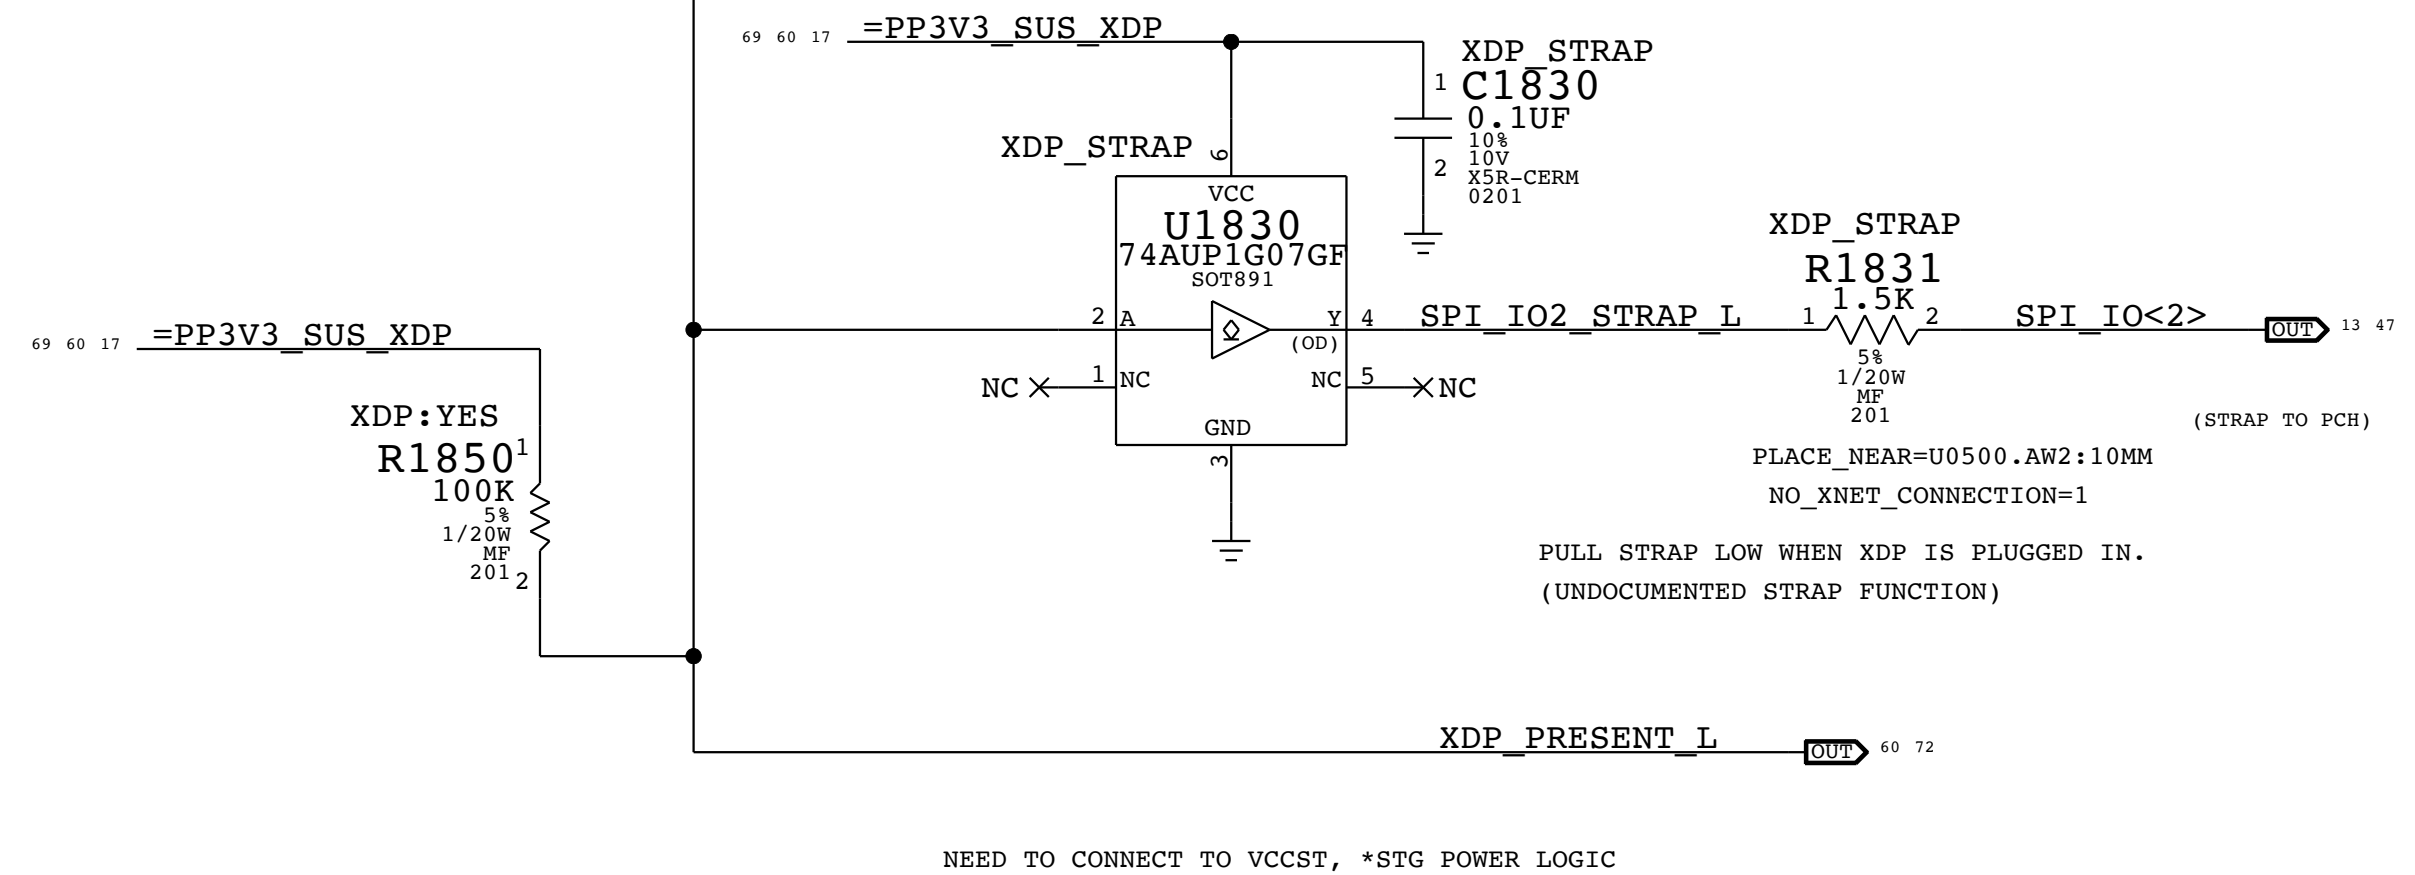 69 60 17 =PP3V3_SUS_XDP
XDP_STRAP
1 C1830
0.1UF
10%
10V
2 X5R-CERM
0201
XDP_STRAP 6
VCC
U1830
74AUP1G07GF
SOT891
2 A
Y 4
(OD)
NC 1 NC
NC 5 NC
GND
3
SPI_IO2_STRAP_L
XDP_STRAP
R1831
1.5K
1 2
5%
1/20W
MF
201
SPI_IO<2> OUT 13 47
(STRAP TO PCH)
PLACE_NEAR=U0500.AW2:10MM
NO_XNET_CONNECTION=1
PULL STRAP LOW WHEN XDP IS PLUGGED IN.
(UNDOCUMENTED STRAP FUNCTION)
69 60 17 =PP3V3_SUS_XDP
XDP:YES
R1850 1
100K
5%
1/20W
MF
201 2
XDP_PRESENT_L OUT 60 72
NEED TO CONNECT TO VCCST, *STG POWER LOGIC